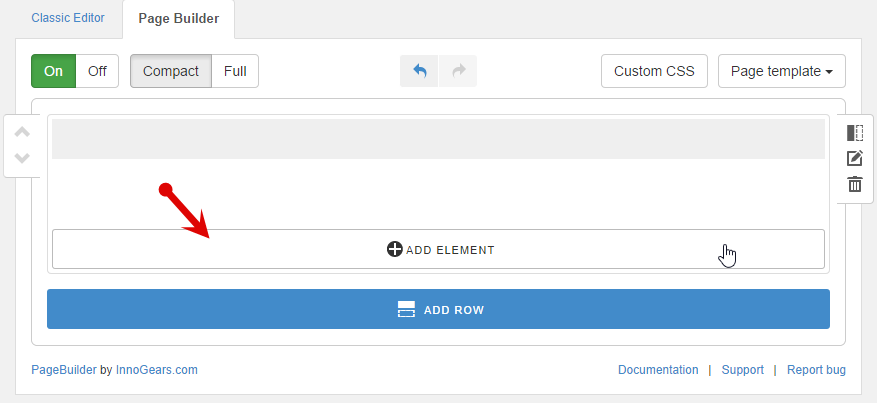 Classic Editor Page Builder
On Off Compact Full Custom CSS Page template
ADD ELEMENT
ADD ROW
PageBuilder by InnoGears.com Documentation | Support | Report bug